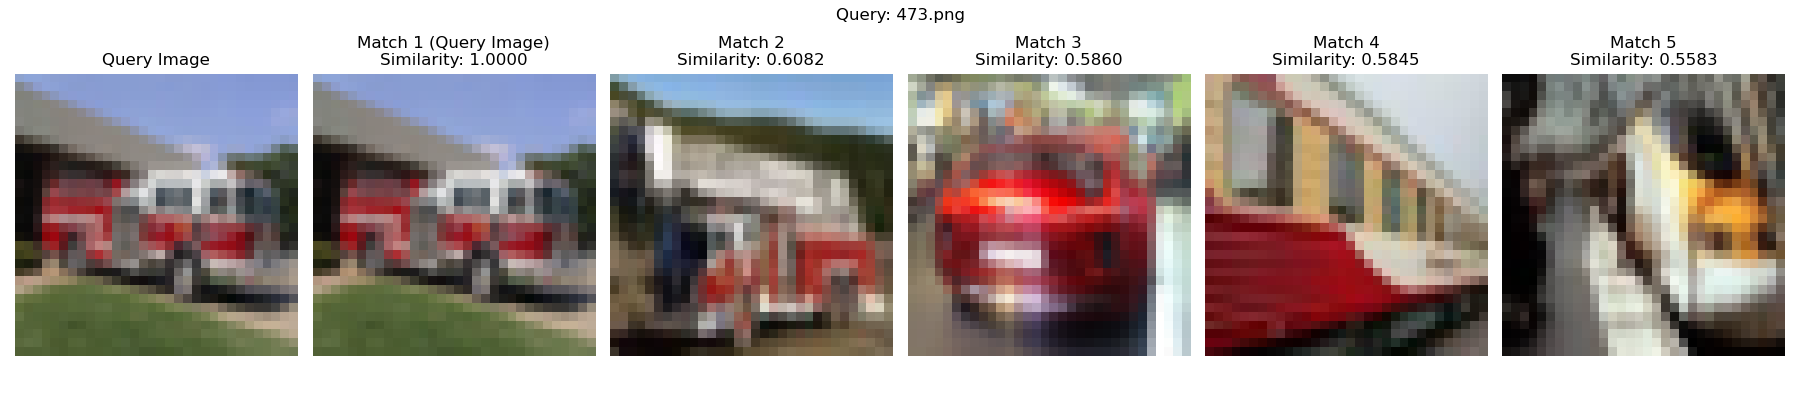 Query: 473.png
Query Image
Match 1 (Query Image)
Similarity: 1.0000
Match 2
Similarity: 0.6082
Match 3
Similarity: 0.5860
Match 4
Similarity: 0.5845
Match 5
Similarity: 0.5583